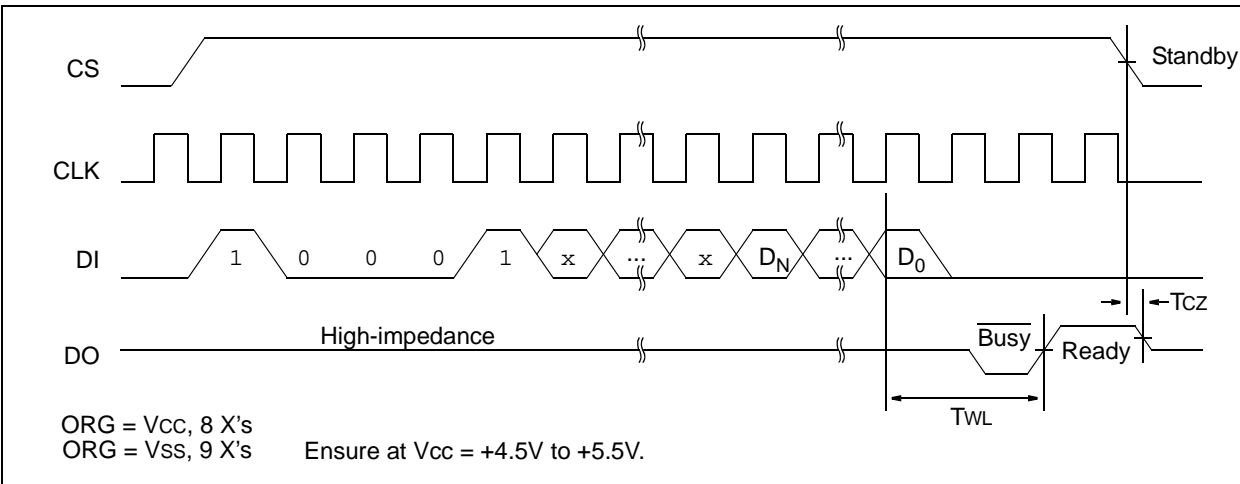 CS Standby
CLK
DI 1 0 0 0 1 x ... x DN ... D0
TCZ
DO High-impedance Busy Ready
TWL
ORG = VCC, 8 X's
ORG = VSS, 9 X's Ensure at Vcc = +4.5V to +5.5V.